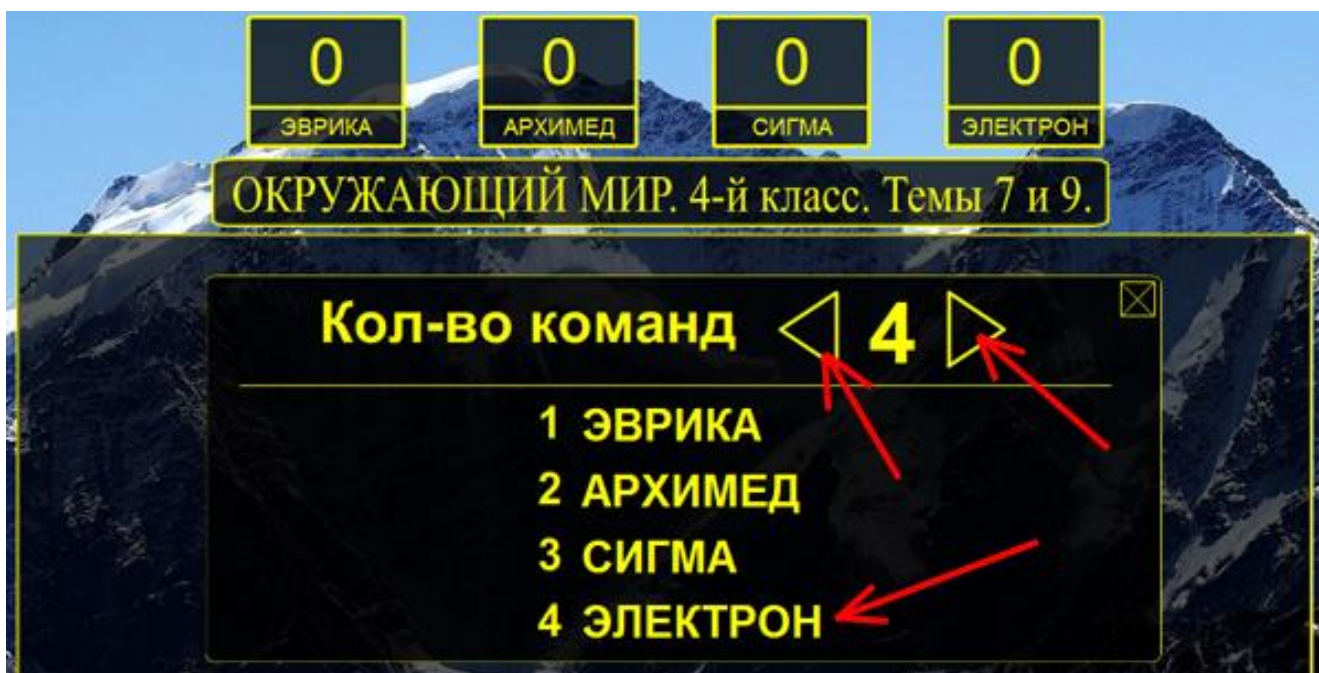 0 0 0 0
ЭВРИКА АРХИМЕД СИГМА ЭЛЕКТРОН
ОКРУЖАЮЩИЙ МИР. 4-й класс. Темы 7 и 9.
Кол-во команд 4
1 ЭВРИКА
2 АРХИМЕД
3 СИГМА
4 ЭЛЕКТРОН